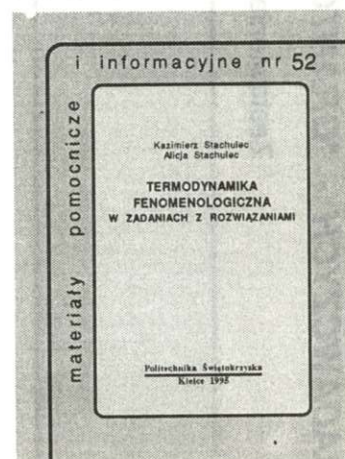 materiały pomocnicze
i informacyjne nr 52
Kazimierz Stachulec
Alicja Stachulec
TERMODYNAMIKA
FENOMENOLOGICZNA
W ZADANIACH Z ROZWIĄZANIAMI
Politechnika Świętokrzyska
Kielce 1995